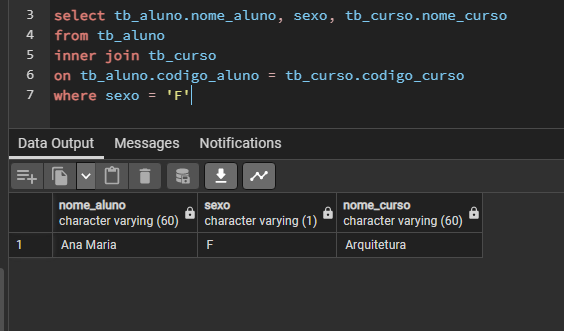 3 select tb_aluno.nome_aluno, sexo, tb_curso.nome_curso
4 from tb_aluno
5 inner join tb_curso
6 on tb_aluno.codigo_aluno = tb_curso.codigo_curso
7 where sexo = 'F'
Data Output Messages Notifications
nome_aluno sexo nome_curso
character varying (60) character varying (1) character varying (60)
1 Ana Maria F Arquitetura